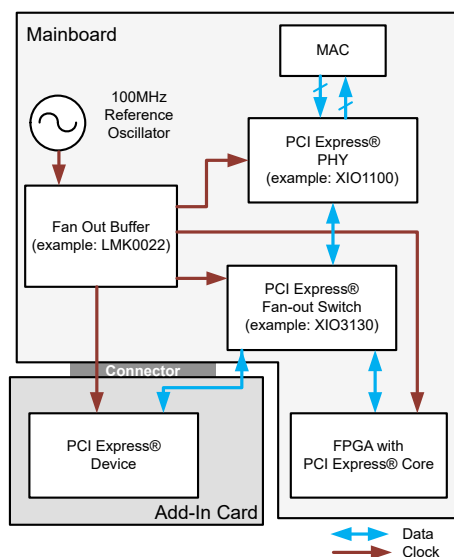 Mainboard
MAC
100MHz
Reference
Oscillator
PCI Express®
PHY
(example: XIO1100)
Fan Out Buffer
(example: LMK0022)
PCI Express®
Fan-out Switch
(example: XIO3130)
Connector
PCI Express®
Device
FPGA with
PCI Express® Core
Add-In Card
Data
Clock